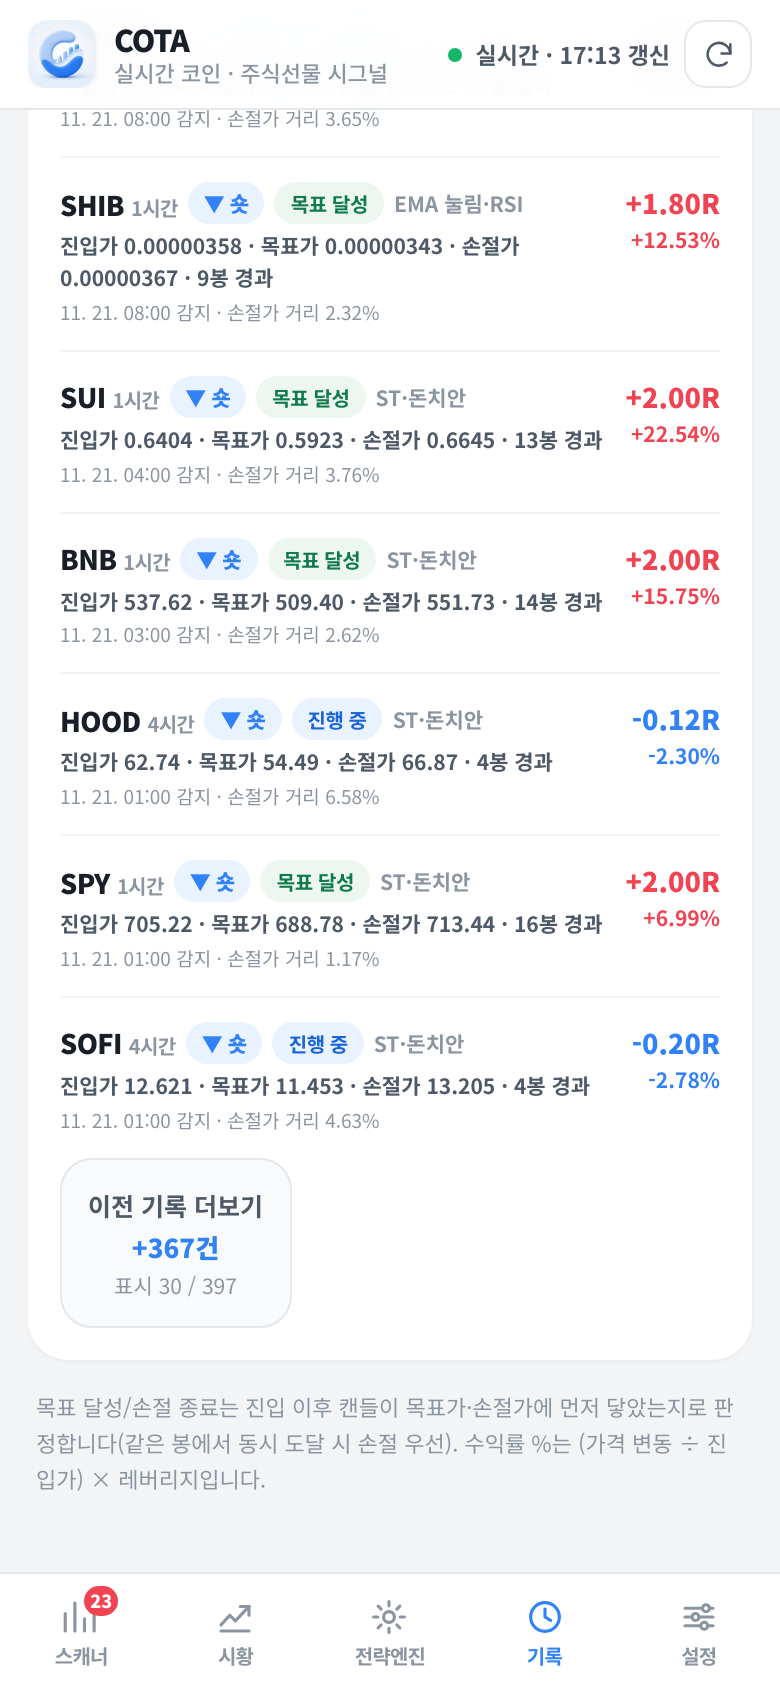 COTA
실시간 코인 · 주식선물 시그널
실시간 · 17:13 갱신
11. 21. 08:00 감지 · 손절가 거리 3.65%
SHIB 1시간 ▼ 숏 목표 달성 EMA 눌림·RSI +1.80R
진입가 0.00000358 · 목표가 0.00000343 · 손절가 +12.53%
0.00000367 · 9봉 경과
11. 21. 08:00 감지 · 손절가 거리 2.32%
SUI 1시간 ▼ 숏 목표 달성 ST·돈치안 +2.00R
진입가 0.6404 · 목표가 0.5923 · 손절가 0.6645 · 13봉 경과 +22.54%
11. 21. 04:00 감지 · 손절가 거리 3.76%
BNB 1시간 ▼ 숏 목표 달성 ST·돈치안 +2.00R
진입가 537.62 · 목표가 509.40 · 손절가 551.73 · 14봉 경과 +15.75%
11. 21. 03:00 감지 · 손절가 거리 2.62%
HOOD 4시간 ▼ 숏 진행 중 ST·돈치안 -0.12R
진입가 62.74 · 목표가 54.49 · 손절가 66.87 · 4봉 경과 -2.30%
11. 21. 01:00 감지 · 손절가 거리 6.58%
SPY 1시간 ▼ 숏 목표 달성 ST·돈치안 +2.00R
진입가 705.22 · 목표가 688.78 · 손절가 713.44 · 16봉 경과 +6.99%
11. 21. 01:00 감지 · 손절가 거리 1.17%
SOFI 4시간 ▼ 숏 진행 중 ST·돈치안 -0.20R
진입가 12.621 · 목표가 11.453 · 손절가 13.205 · 4봉 경과 -2.78%
11. 21. 01:00 감지 · 손절가 거리 4.63%
이전 기록 더보기
+367건
표시 30 / 397
목표 달성/손절 종료는 진입 이후 캔들이 목표가·손절가에 먼저 닿았는지로 판
정합니다(같은 봉에서 동시 도달 시 손절 우선). 수익률 %는 (가격 변동 ÷ 진
입가) × 레버리지입니다.
23
스캐너 시황 전략엔진 기록 설정